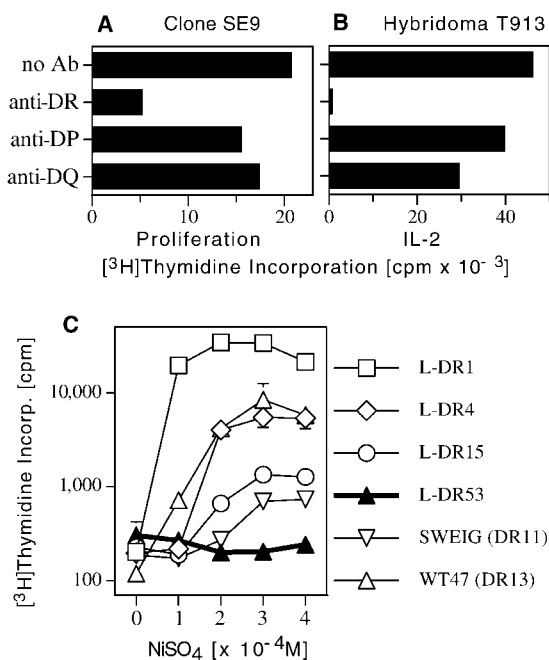 A Clone SE9
B Hybridoma T913
no Ab
anti-DR
anti-DP
anti-DQ
0 10 20
0 20 40
Proliferation
IL-2
[³H]Thymidine Incorporation [cpm x 10⁻ ³]
C
[³H]Thymidine Incorp. [cpm]
10,000
1,000
100
0 1 2 3 4
NiSO₄ [x 10⁻⁴M]
L-DR1
L-DR4
L-DR15
L-DR53
SWEIG (DR11)
WT47 (DR13)